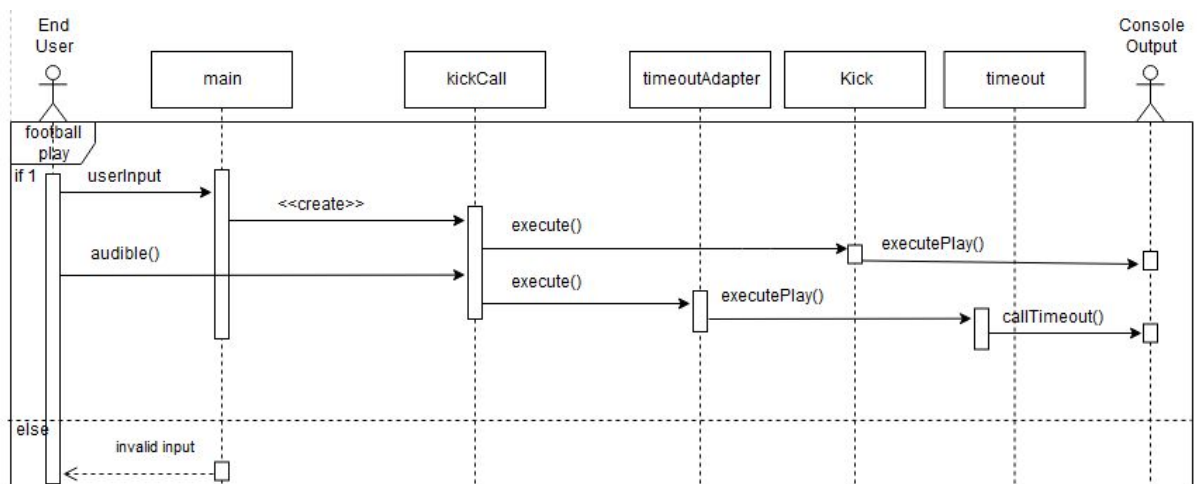 End
User
Console
Output
main
kickCall
timeoutAdapter
Kick
timeout
football
play
if 1
userInput
<<create>>
execute()
executePlay()
audible()
execute()
executePlay()
callTimeout()
else
invalid input